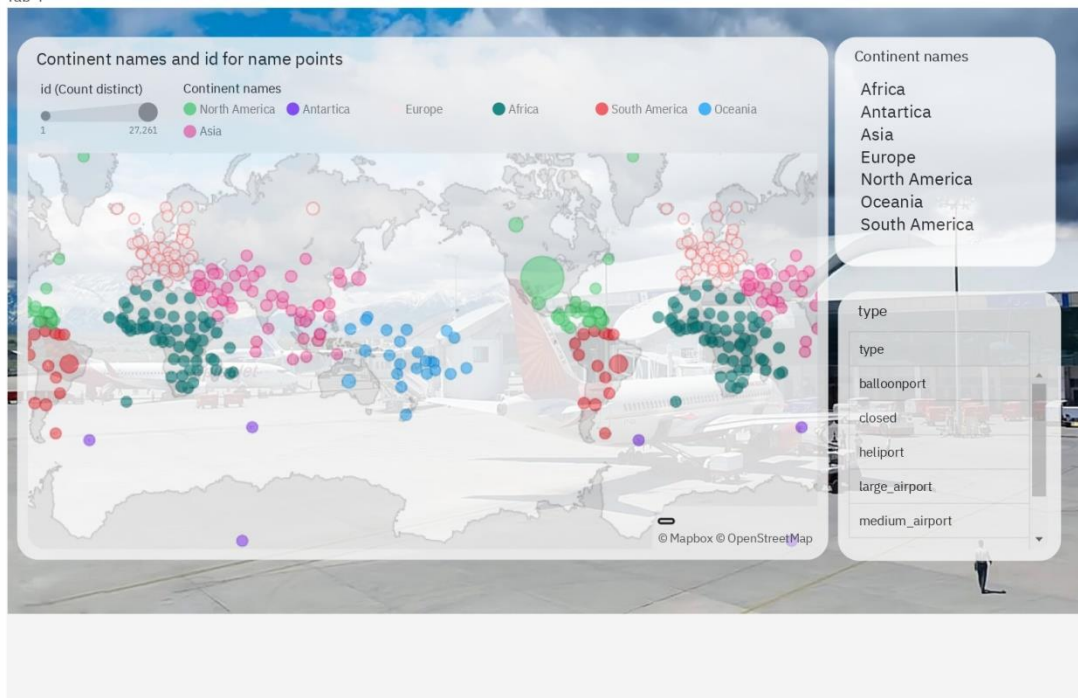 Continent names and id for name points
id (Count distinct)
1
27,261
Continent names
North America
Antartica
Europe
Africa
South America
Oceania
Asia
© Mapbox © OpenStreetMap
Continent names
Africa
Antartica
Asia
Europe
North America
Oceania
South America
type
type
balloonport
closed
heliport
large_airport
medium_airport